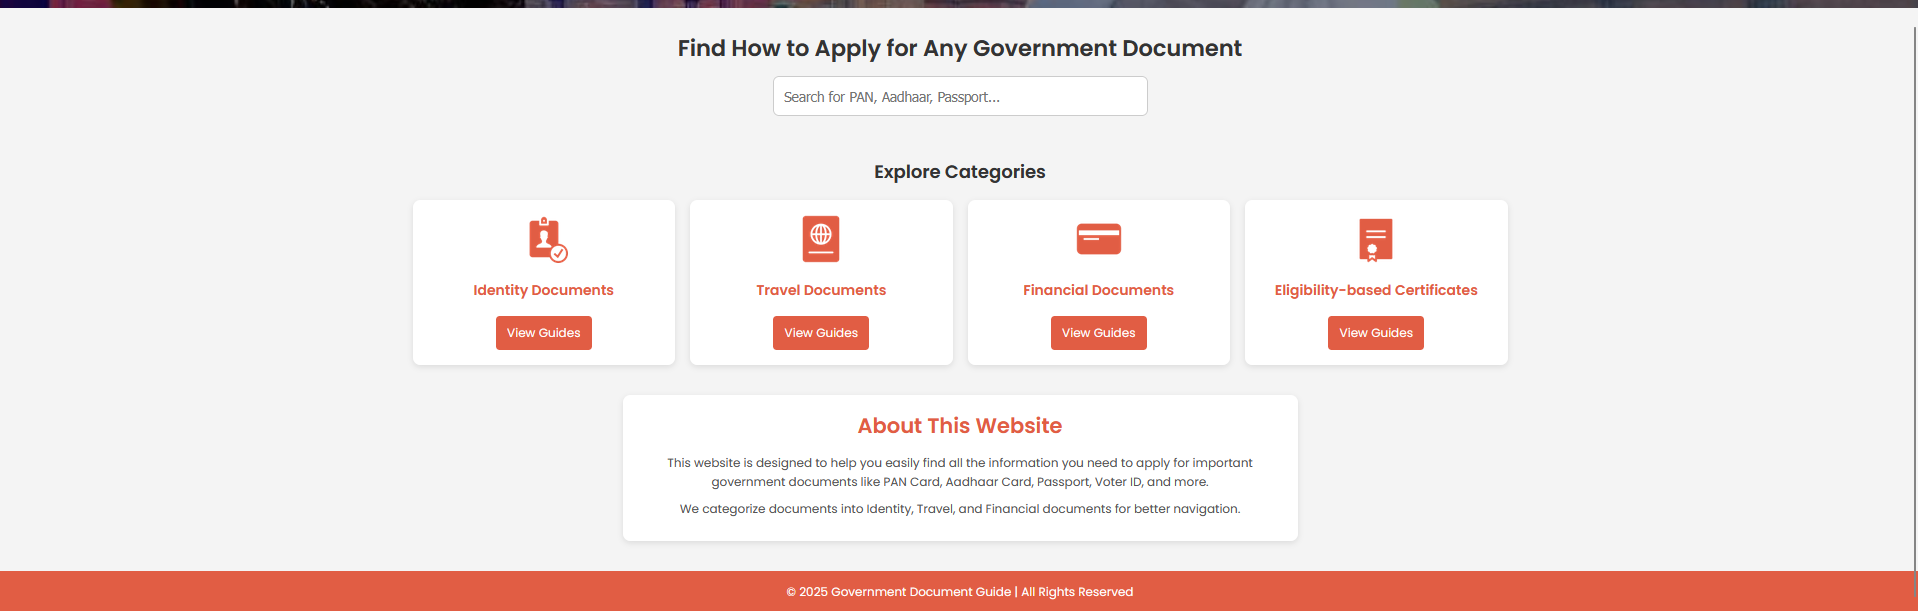 Find How to Apply for Any Government Document
Search for PAN, Aadhaar, Passport...
Explore Categories
Identity Documents
View Guides
Travel Documents
View Guides
Financial Documents
View Guides
Eligibility-based Certificates
View Guides
About This Website
This website is designed to help you easily find all the information you need to apply for important
government documents like PAN Card, Aadhaar Card, Passport, Voter ID, and more.
We categorize documents into Identity, Travel, and Financial documents for better navigation.
© 2025 Government Document Guide | All Rights Reserved